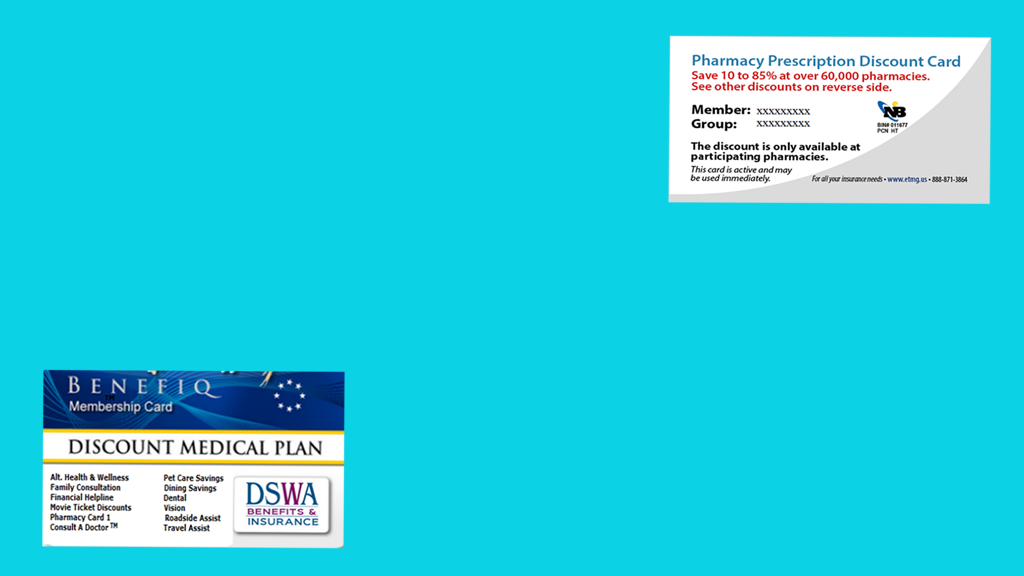 Pharmacy Prescription Discount Card
Save 10 to 85% at over 60,000 pharmacies.
See other discounts on reverse side.
Member: xxxxxxxxx
Group: xxxxxxxxx
NB
BIN# 011677
PCN HT
The discount is only available at
participating pharmacies.
This card is active and may
be used immediately.
For all your insurance needs • www.etmg.us • 888-871-3864
BENEFIQ
TM
Membership Card
DISCOUNT MEDICAL PLAN
Alt. Health & Wellness
Family Consultation
Financial Helpline
Movie Ticket Discounts
Pharmacy Card 1
Consult A Doctor TM
Pet Care Savings
Dining Savings
Dental
Vision
Roadside Assist
Travel Assist
DSWA
BENEFITS &
INSURANCE